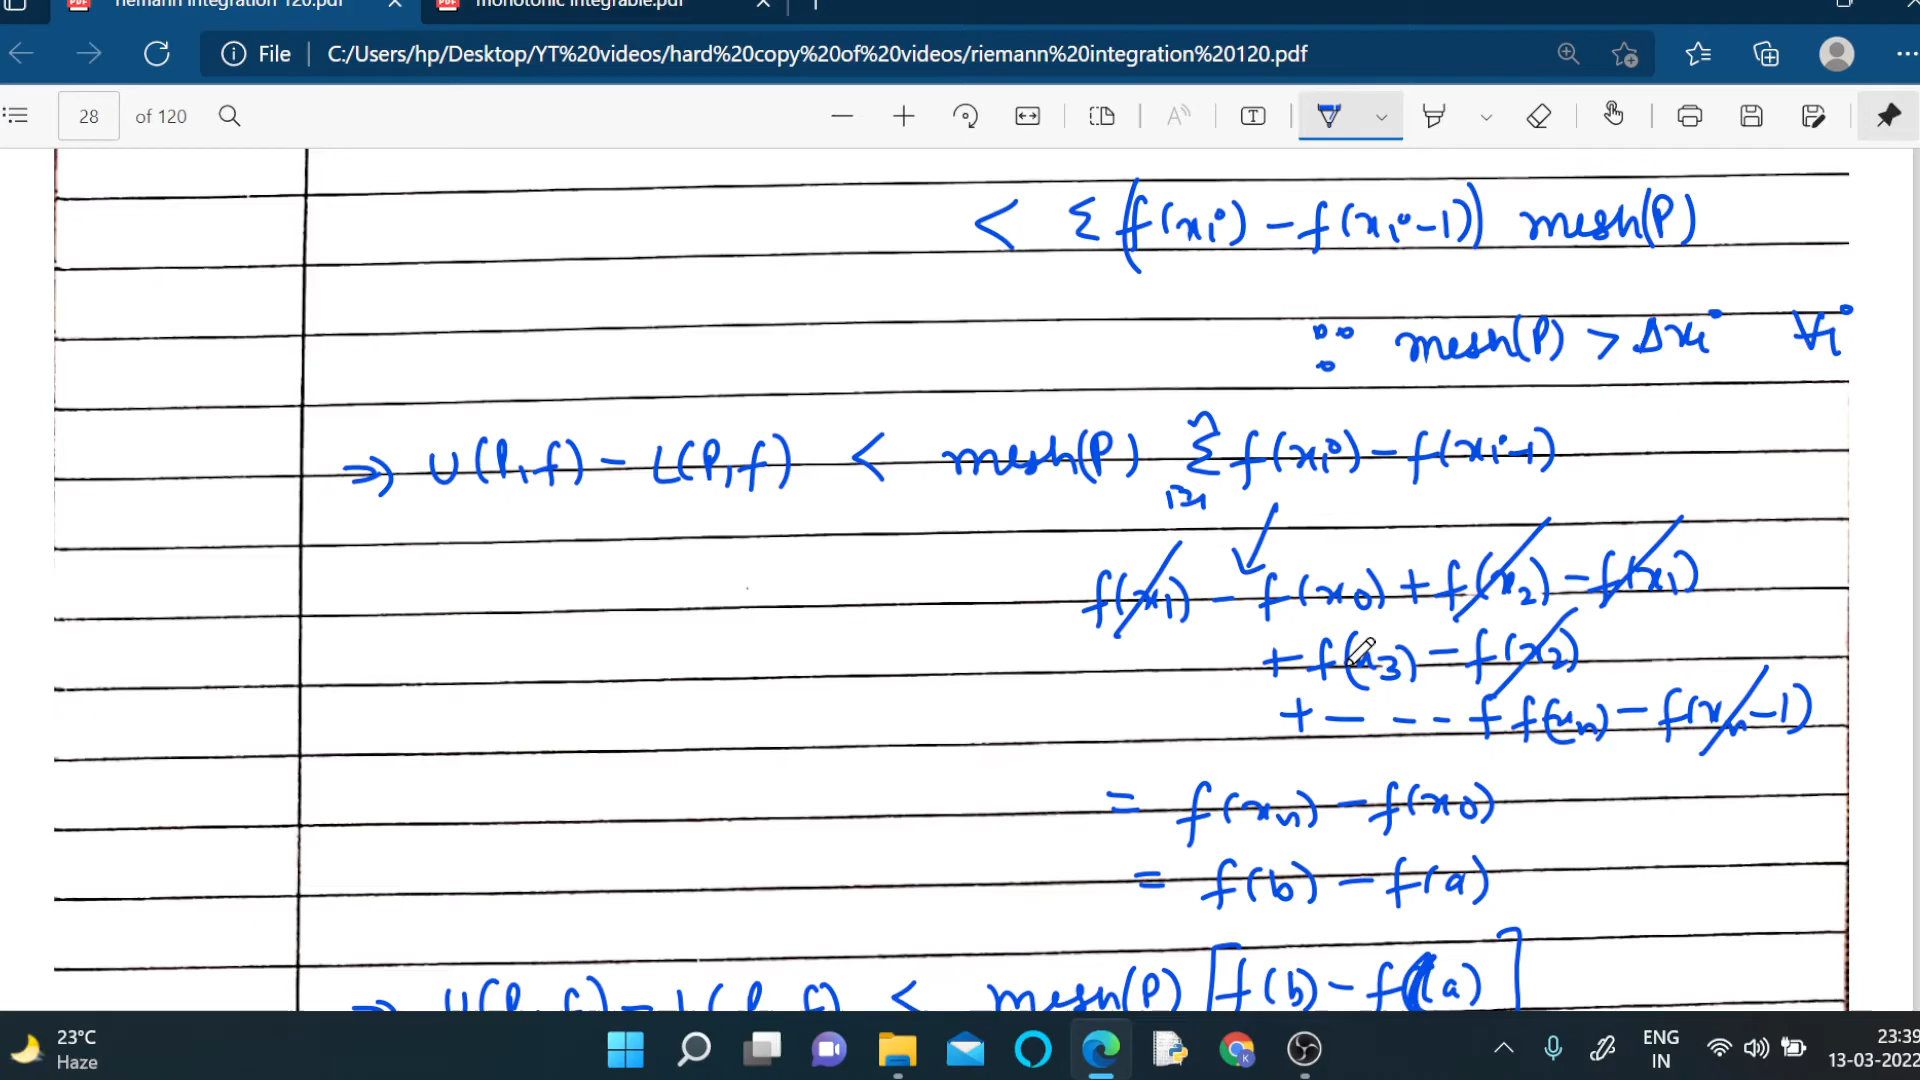 riemann integration 120.pdf
monotonic integrable.pdf
File
C:/Users/hp/Desktop/YT%20videos/hard%20copy%20of%20videos/riemann%20integration%20120.pdf
28 of 120
< Σ (f(xi) - f(xi-1)) mesh(P)
∵ mesh(P) > Δxi ∀i
⇒ U(P,f) - L(P,f) < mesh(P) Σ f(xi) - f(xi-1)
n
i=1
f(x1) - f(x0) + f(x2) - f(x1)
+ f(x3) - f(x2)
+ - - - - + f(xn) - f(xn-1)
= f(xn) - f(x0)
= f(b) - f(a)
⇒ U(P,f) - L(P,f) < mesh(P) [f(b) - f(a)]
23°C
Haze
ENG
IN
23:39
13-03-2022